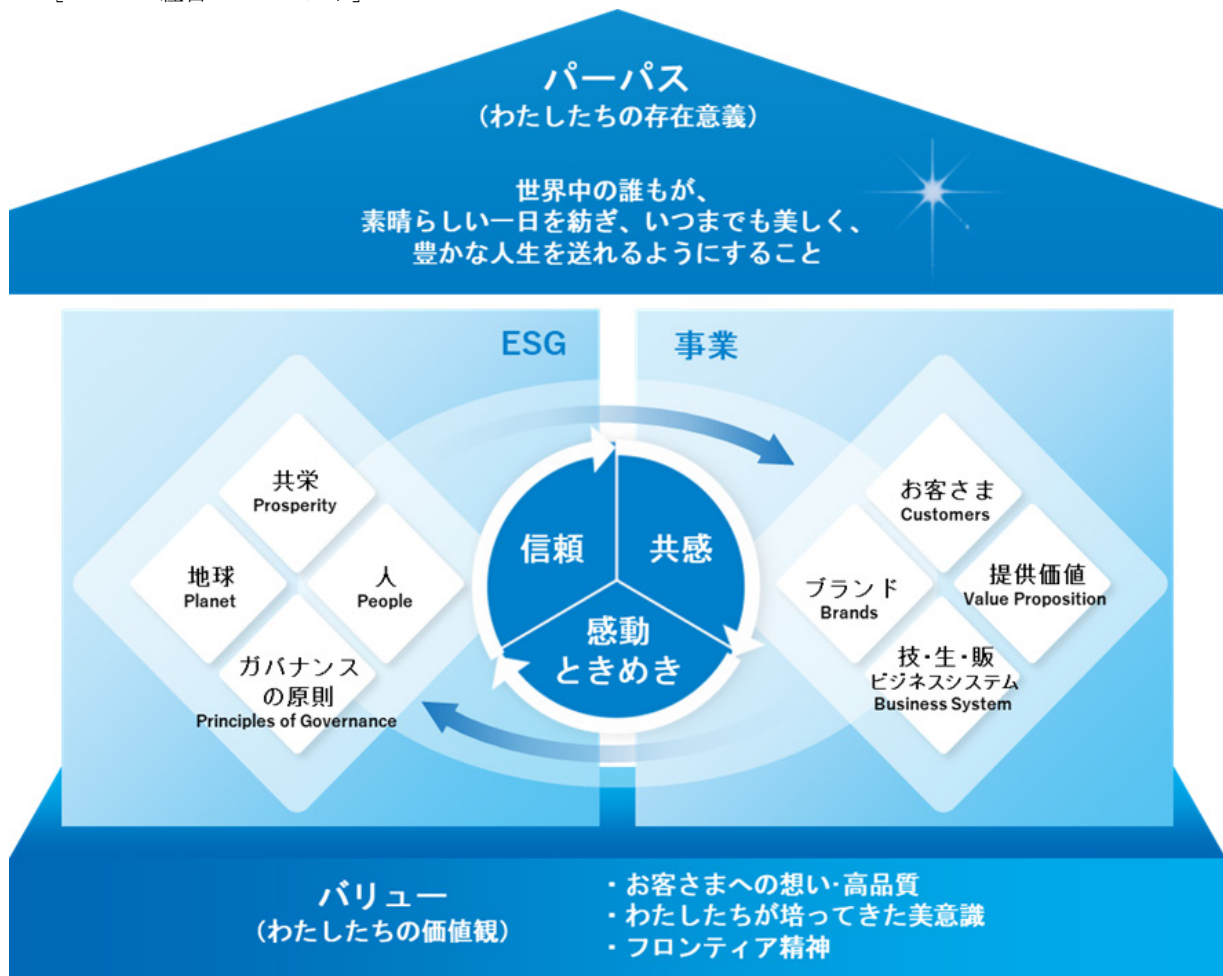 パーパス
(わたしたちの存在意義)
世界中の誰もが、
素晴らしい一日を紡ぎ、いつまでも美しく、
豊かな人生を送れるようにすること
ESG
事業
共栄
Prosperity
地球
Planet
人
People
ガバナンス
の原則
Principles of Governance
信頼
共感
感動
ときめき
お客さま
Customers
ブランド
Brands
提供価値
Value Proposition
技・生・販
ビジネスシステム
Business System
バリュー
(わたしたちの価値観)
・お客さまへの想い・高品質
・わたしたちが培ってきた美意識
・フロンティア精神